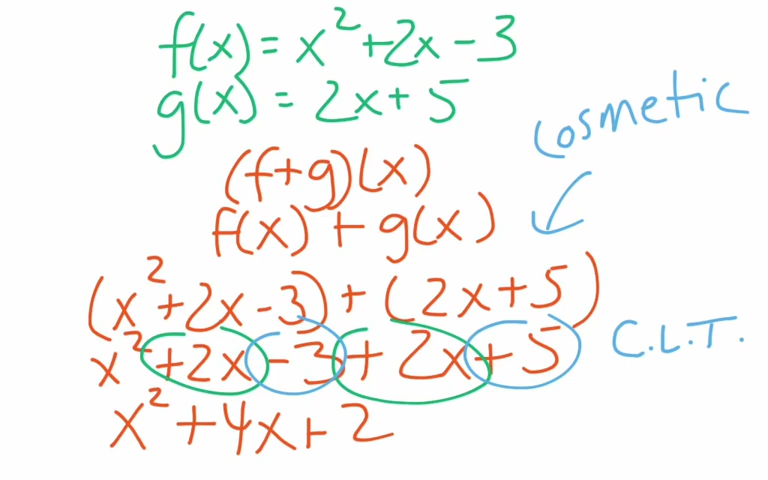 f(x) = x² + 2x - 3
g(x) = 2x + 5
cosmetic
(f+g)(x)
f(x) + g(x)
(x² + 2x - 3) + (2x + 5)
x² + 2x - 3 + 2x + 5
C.L.T.
x² + 4x + 2